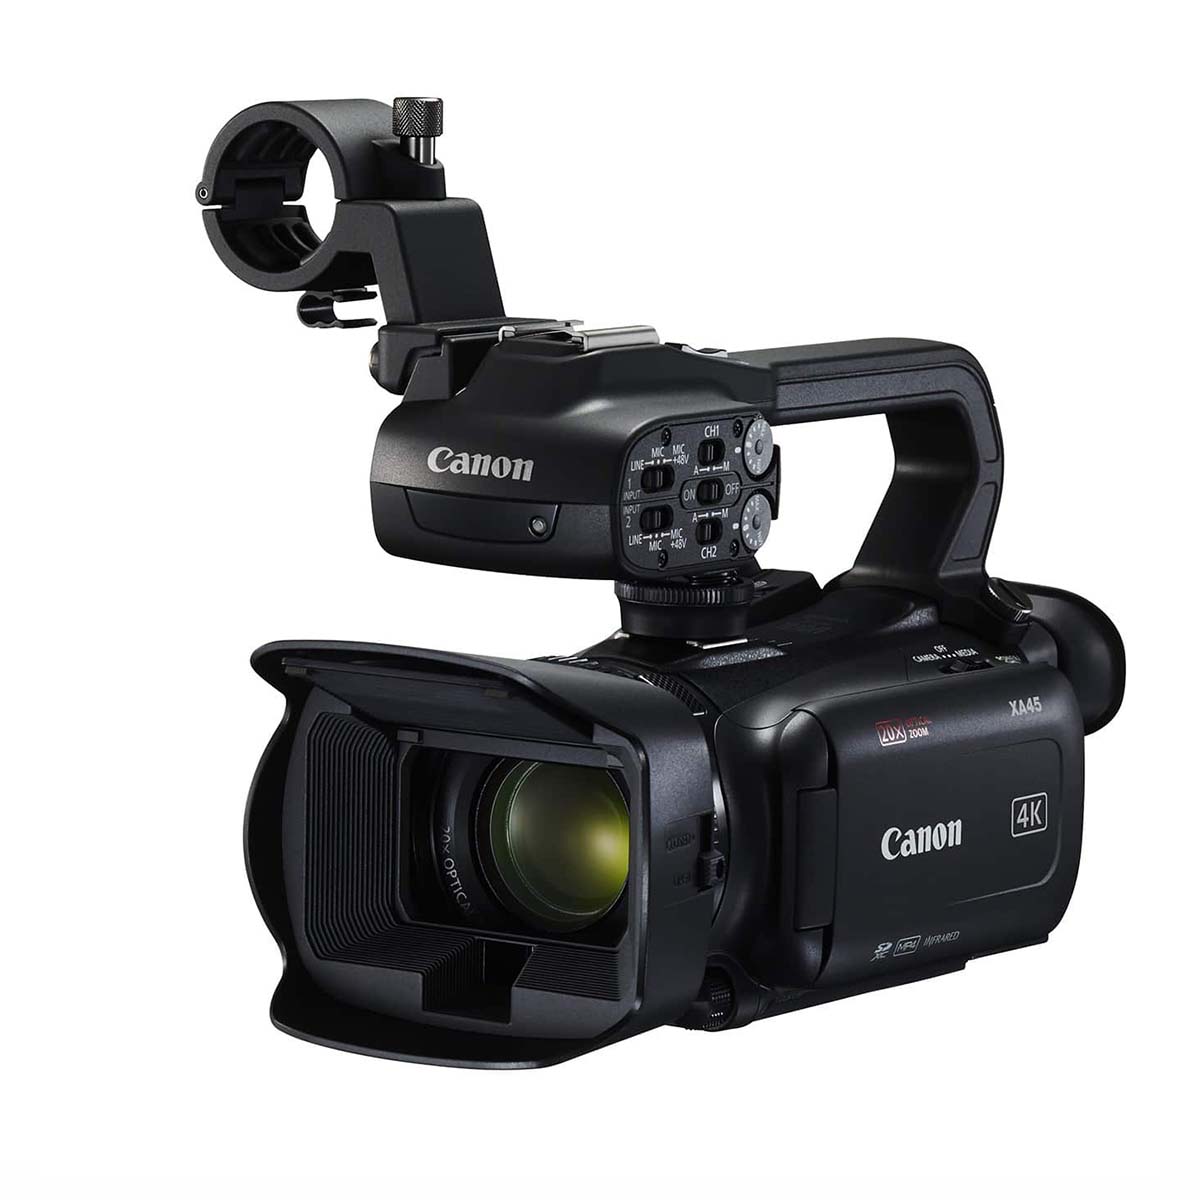 Canon
CH1
MIC
MIC
+48V
LINE
A
M
1
INPUT
ON
OFF
INPUT
2
A
M
LINE
MIC
MIC
+48V
CH2
OFF
CAMERA
MEDIA
XA45
20X OPTICAL
ZOOM
4K
Canon
20X OPTICA
SD
XC
MP4
INFRARED